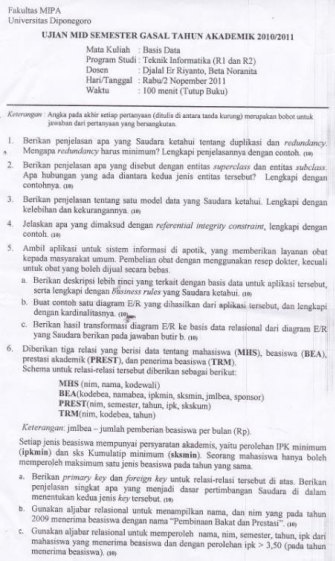 Fakultas MIPA
Universitas Diponegoro
UJIAN MID SEMESTER GASAL TAHUN AKADEMIK 2010/2011
Mata Kuliah : Basis Data
Program Studi : Teknik Informatika (R1 dan R2)
Dosen : Djalal Er Riyanto, Beta Noranita
Hari/Tanggal : Rabu/2 Nopember 2011
Waktu : 100 menit (Tutup Buku)
Keterangan : Angka pada akhir setiap pertanyaan (ditulis di antara tanda kurung) merupakan bobot untuk
jawaban dari pertanyaan yang bersangkutan.
1. Berikan penjelasan apa yang Saudara ketahui tentang duplikasi dan redundancy.
Mengapa redundancy harus minimum? Lengkapi penjelasannya dengan contoh. (10)
2. Berikan penjelasan apa yang disebut dengan entitas superclass dan entitas subclass.
Apa hubungan yang ada diantara kedua jenis entitas tersebut? Lengkapi dengan
contohnya. (10)
3. Berikan penjelasan tentang satu model data yang Saudara ketahui. Lengkapi dengan
kelebihan dan kekurangannya. (10)
4. Jelaskan apa yang dimaksud dengan referential integrity constraint, lengkapi dengan
contoh. (10)
5. Ambil aplikasi untuk sistem informasi di apotik, yang memberikan layanan obat
kepada masyarakat umum. Pembelian obat dengan menggunakan resep dokter, kecuali
untuk obat yang boleh dijual secara bebas.
a. Berikan deskripsi lebih rinci yang terkait dengan basis data untuk aplikasi tersebut,
serta lengkapi dengan business rules yang Saudara ketahui. (10)
b. Buat contoh satu diagram E/R yang dihasilkan dari aplikasi tersebut, dan lengkapi
dengan kardinalitasnya. (10)
c. Berikan hasil transformasi diagram E/R ke basis data relasional dari diagram E/R
yang Saudara berikan pada jawaban butir b. (10)
6. Diberikan tiga relasi yang berisi data tentang mahasiswa (MHS), beasiswa (BEA),
prestasi akademik (PREST), dan penerima beasiswa (TRM).
Schema untuk relasi-relasi tersebut diberikan sebagai berikut:
MHS (nim, nama, kodewali)
BEA(kodebea, namabea, ipkmin, sksmin, jmlbea, sponsor)
PREST(nim, semester, tahun, ipk, skskum)
TRM(nim, kodebea, tahun)
Keterangan: jmlbea – jumlah pemberian beasiswa per bulan (Rp).
Setiap jenis beasiswa mempunyai persyaratan akademis, yaitu perolehan IPK minimum
(ipkmin) dan sks Kumulatip minimum (sksmin). Seorang mahasiswa hanya boleh
memperoleh maksimum satu jenis beasiswa pada tahun yang sama.
a. Berikan primary key dan foreign key untuk relasi-relasi tersebut di atas. Berikan
penjelasan singkat apa yang menjadi dasar pertimbangan Saudara di dalam
menentukan kedua jenis key tersebut. (10)
b. Gunakan aljabar relasional untuk menampilkan nama, dan nim yang pada tahun
2009 menerima beasiswa dengan nama "Pembinaan Bakat dan Prestasi". (10)
c. Gunakan aljabar relasional untuk memperoleh nama, nim, semester, tahun, ipk dari
mahasiswa yang menerima beasiswa dan dengan perolehan ipk > 3,50 (pada tahun
menerima beasiswa). (10)